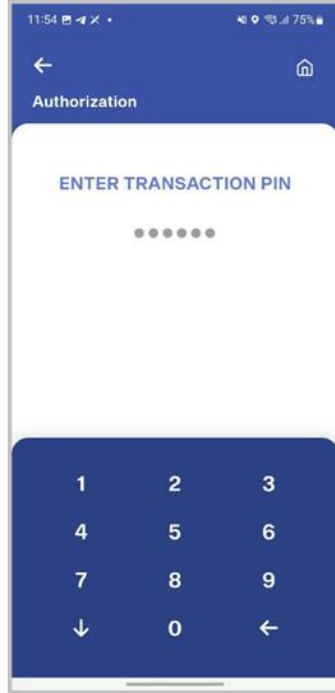 11:54 75%
Authorization
ENTER TRANSACTION PIN
1 2 3
4 5 6
7 8 9
0